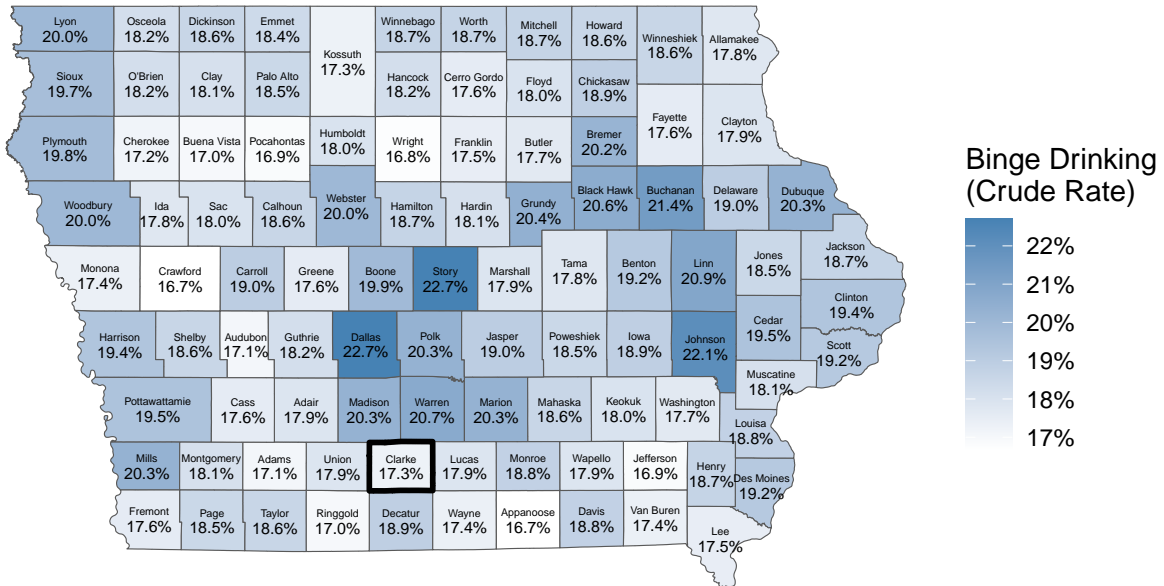 Lyon
20.0%
Osceola
18.2%
Dickinson
18.6%
Emmet
18.4%
Kossuth
17.3%
Winnebago
18.7%
Worth
18.7%
Mitchell
18.7%
Howard
18.6%
Winneshiek
18.6%
Allamakee
17.8%
Sioux
19.7%
O'Brien
18.2%
Clay
18.1%
Palo Alto
18.5%
Hancock
18.2%
Cerro Gordo
17.6%
Floyd
18.0%
Chickasaw
18.9%
Fayette
17.6%
Clayton
17.9%
Plymouth
19.8%
Cherokee
17.2%
Buena Vista
17.0%
Pocahontas
16.9%
Humboldt
18.0%
Wright
16.8%
Franklin
17.5%
Butler
17.7%
Bremer
20.2%
Woodbury
20.0%
Ida
17.8%
Sac
18.0%
Calhoun
18.6%
Webster
20.0%
Hamilton
18.7%
Hardin
18.1%
Grundy
20.4%
Black Hawk
20.6%
Buchanan
21.4%
Delaware
19.0%
Dubuque
20.3%
Monona
17.4%
Crawford
16.7%
Carroll
19.0%
Greene
17.6%
Boone
19.9%
Story
22.7%
Marshall
17.9%
Tama
17.8%
Benton
19.2%
Linn
20.9%
Jones
18.5%
Jackson
18.7%
Clinton
19.4%
Harrison
19.4%
Shelby
18.6%
Audubon
17.1%
Guthrie
18.2%
Dallas
22.7%
Polk
20.3%
Jasper
19.0%
Poweshiek
18.5%
Iowa
18.9%
Johnson
22.1%
Cedar
19.5%
Scott
19.2%
Muscatine
18.1%
Pottawattamie
19.5%
Cass
17.6%
Adair
17.9%
Madison
20.3%
Warren
20.7%
Marion
20.3%
Mahaska
18.6%
Keokuk
18.0%
Washington
17.7%
Louisa
18.8%
Mills
20.3%
Montgomery
18.1%
Adams
17.1%
Union
17.9%
Clarke
17.3%
Lucas
17.9%
Monroe
18.8%
Wapello
17.9%
Jefferson
16.9%
Henry
18.7%
Des Moines
19.2%
Fremont
17.6%
Page
18.5%
Taylor
18.6%
Ringgold
17.0%
Decatur
18.9%
Wayne
17.4%
Appanoose
16.7%
Davis
18.8%
Van Buren
17.4%
Lee
17.5%
Binge Drinking
(Crude Rate)
22%
21%
20%
19%
18%
17%